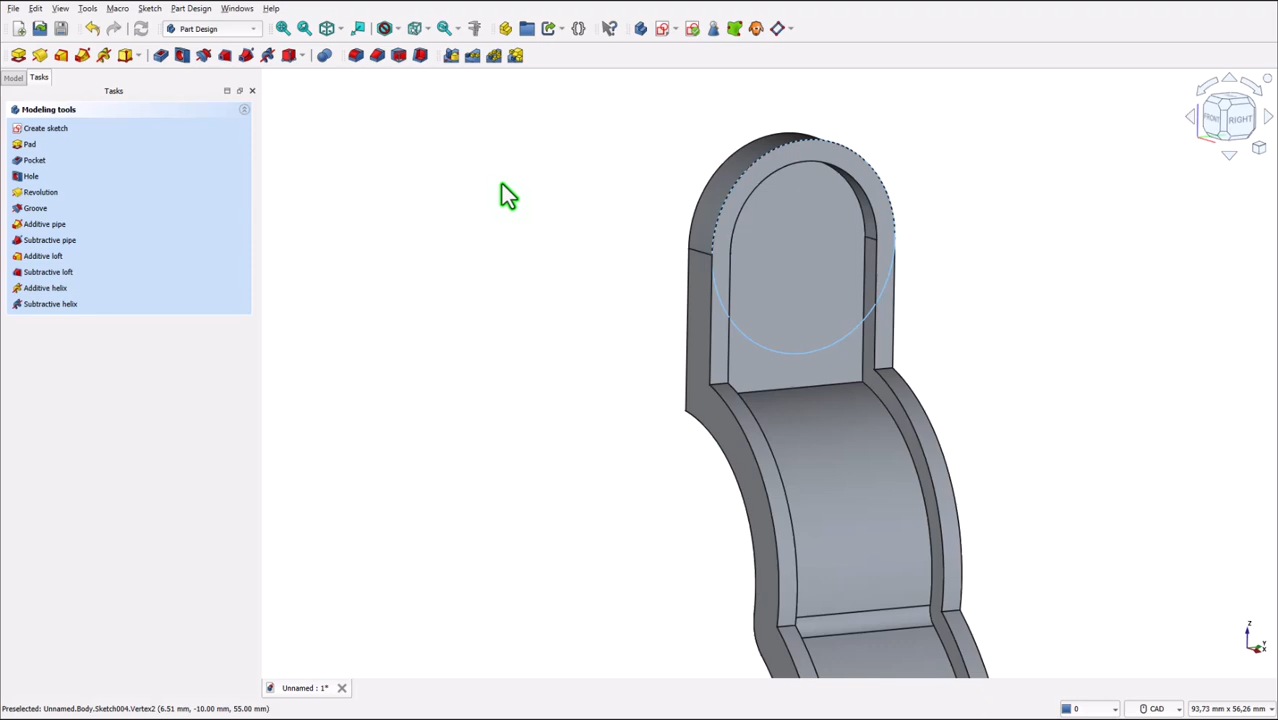 File Edit View Tools Macro Sketch Part Design Windows Help
Part Design
Model Tasks
Tasks
Modeling tools
Create sketch
Pad
Pocket
Hole
Revolution
Groove
Additive pipe
Subtractive pipe
Additive loft
Subtractive loft
Additive helix
Subtractive helix
FRONT RIGHT
Z
Y
X
Unnamed : 1*
Preselected: Unnamed.Body.Sketch004.Vertex2 (6.51 mm, -10.00 mm, 55.00 mm)
0 CAD 93,73 mm x 56,26 mm